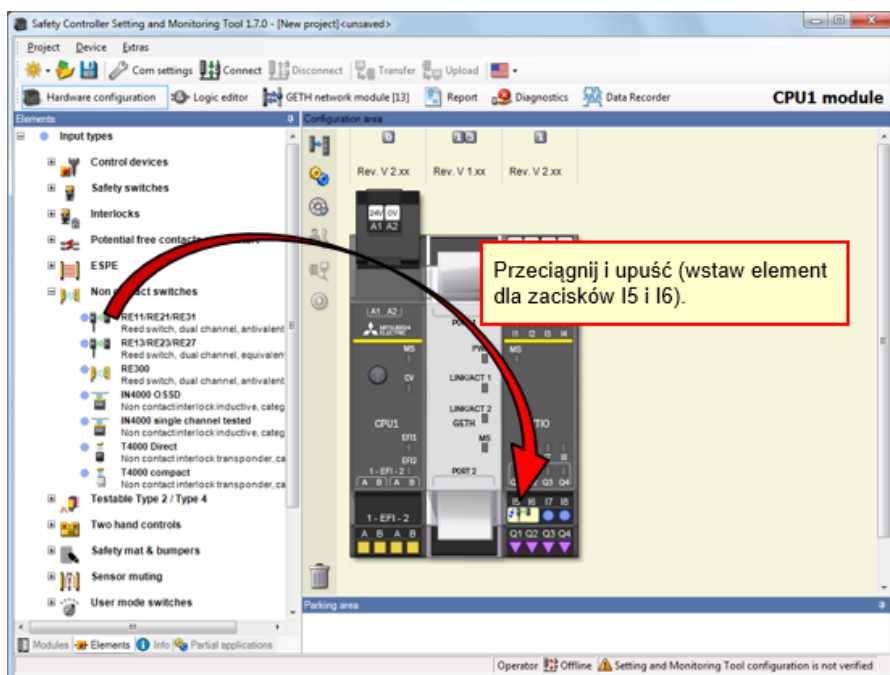 Safety Controller Setting and Monitoring Tool 1.7.0 - [New project]<unsaved>
Project Device Extras
Com settings Connect Disconnect Transfer Upload
Hardware configuration Logic editor GETH network module [13] Report Diagnostics Data Recorder CPU1 module
Elements
Configuration area
Input types
Control devices
Safety switches
Interlocks
Potential free contacts
ESPE
Non
switches
RE11/RE21/RE31
Reed switch, dual channel, antivalent
RE13/RE23/RE27
Reed switch, dual channel, equivalen
RE300
Reed switch, dual channel, antivalent
IN4000 OSSD
Non contact interlock inductive, categ
IN4000 single channel tested
Non contact interlock inductive, categ
T4000 Direct
Non contact interlock transponder, ca
T4000 compact
Non contact interlock transponder, ca
Testable Type 2 / Type 4
Two hand controls
Safety mat & bumpers
Sensor muting
User mode switches
Modules Elements Info Partial applications
Rev. V 2.xx Rev. V 1.xx Rev. V 2.xx
24V 0V
A1 A2
A1 A2
MITSUBISHI
ELECTRIC
MS
CV
CPU1
EFI1
EFI2
1 - EFI - 2
A B A B
1 - EFI - 2
A B A B
LINK/ACT 1
LINK/ACT 2
GETH
MS
PORT 2
I1 I2 I3 I4
MS
I8
Q3 Q4
I5 I6 I7 I8
Q1 Q2 Q3 Q4
Przeciągnij i upuść (wstaw element
dla zacisków I5 i I6).
Parking area
Operator Offline Setting and Monitoring Tool configuration is not verified